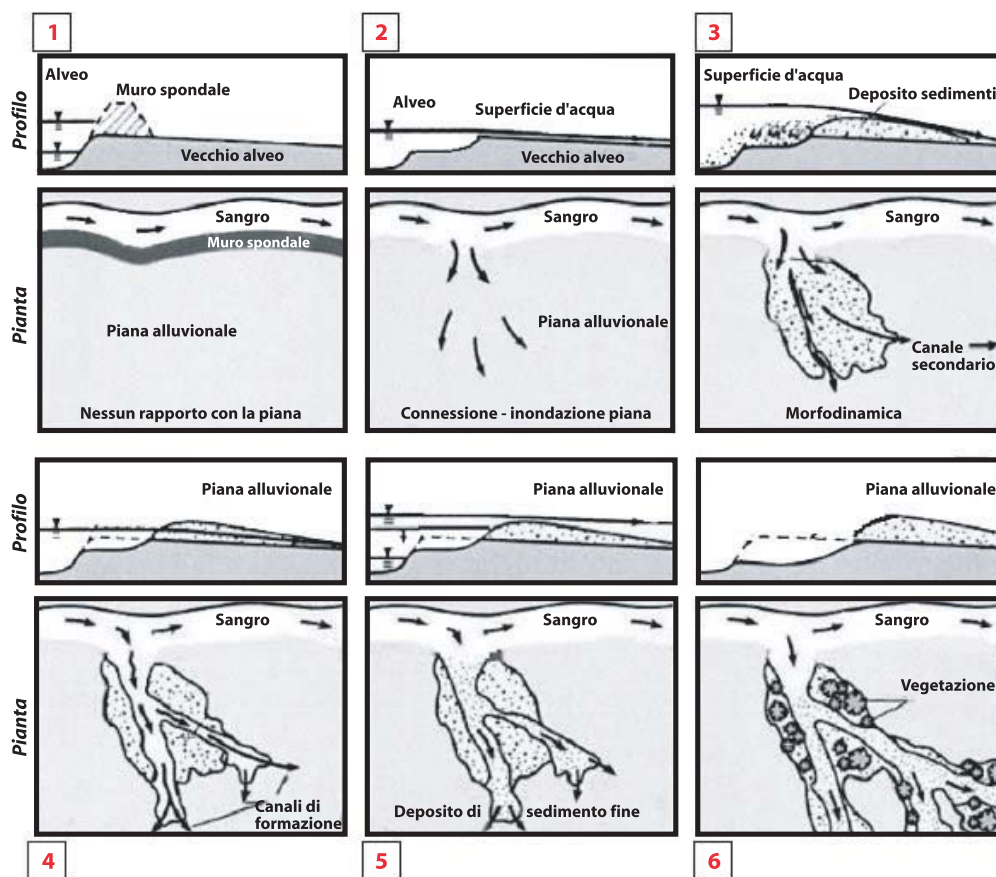 1
2
3
Profilo
Alveo
Muro spondale
Vecchio alveo
Alveo
Superficie d'acqua
Vecchio alveo
Superficie d'acqua
Deposito sedimenti
Pianta
Sangro
Muro spondale
Piana alluvionale
Nessun rapporto con la piana
Sangro
Piana alluvionale
Connessione - inondazione piana
Sangro
Canale
secondario
Morfodinamica
Profilo
Piana alluvionale
Piana alluvionale
Piana alluvionale
Pianta
Sangro
Canali di
formazione
Sangro
Deposito di sedimento fine
Sangro
Vegetazione
4
5
6